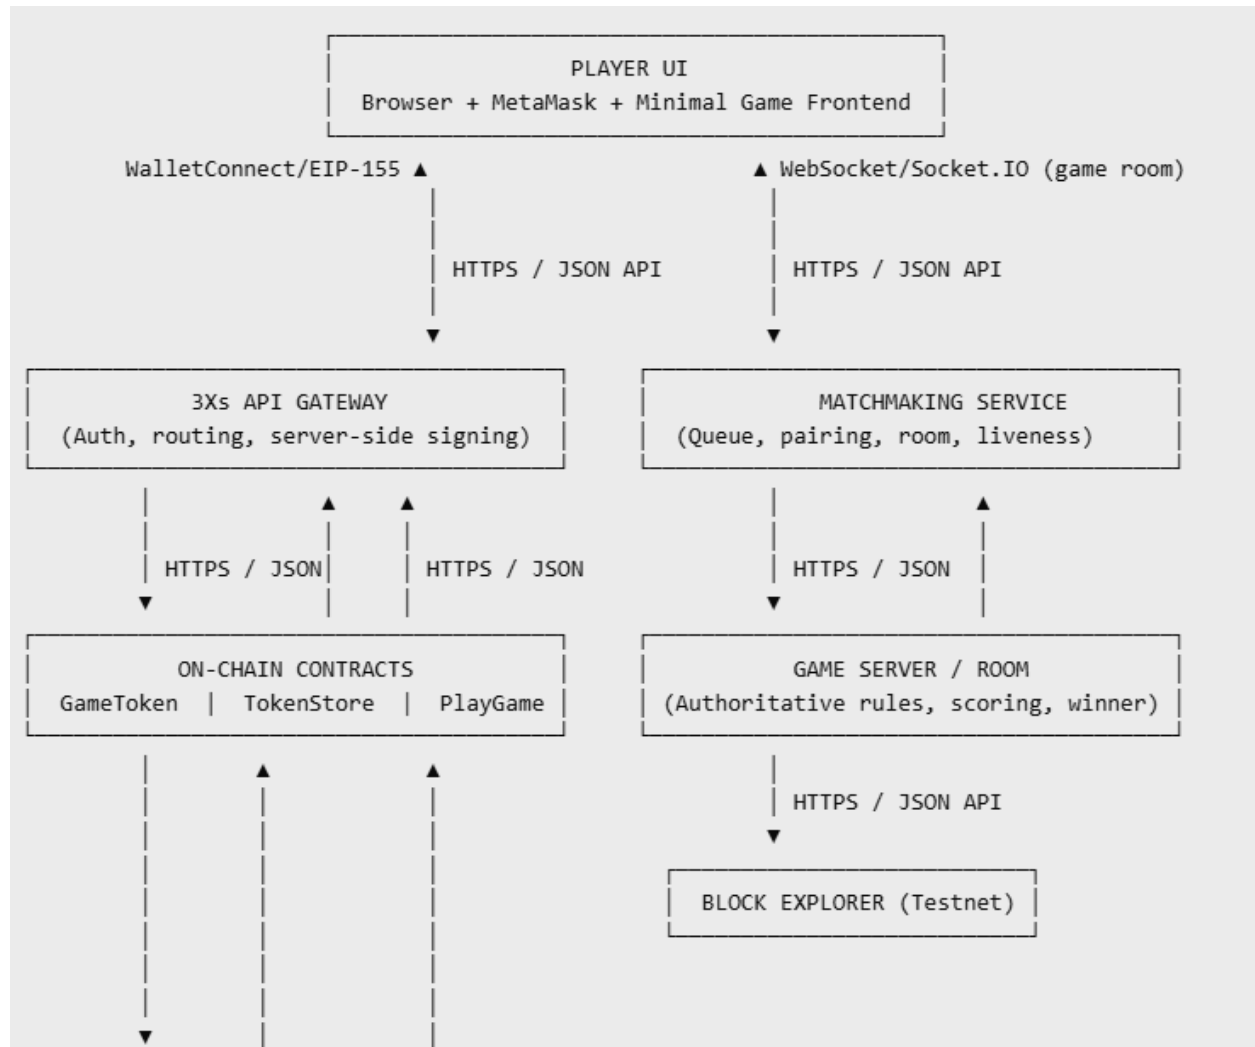 PLAYER UI
Browser + MetaMask + Minimal Game Frontend
WalletConnect/EIP-155 ▲
▲ WebSocket/Socket.IO (game room)
HTTPS / JSON API
HTTPS / JSON API
3Xs API GATEWAY
(Auth, routing, server-side signing)
MATCHMAKING SERVICE
(Queue, pairing, room, liveness)
HTTPS / JSON
HTTPS / JSON
HTTPS / JSON
ON-CHAIN CONTRACTS
GameToken | TokenStore | PlayGame
GAME SERVER / ROOM
(Authoritative rules, scoring, winner)
HTTPS / JSON API
BLOCK EXPLORER (Testnet)